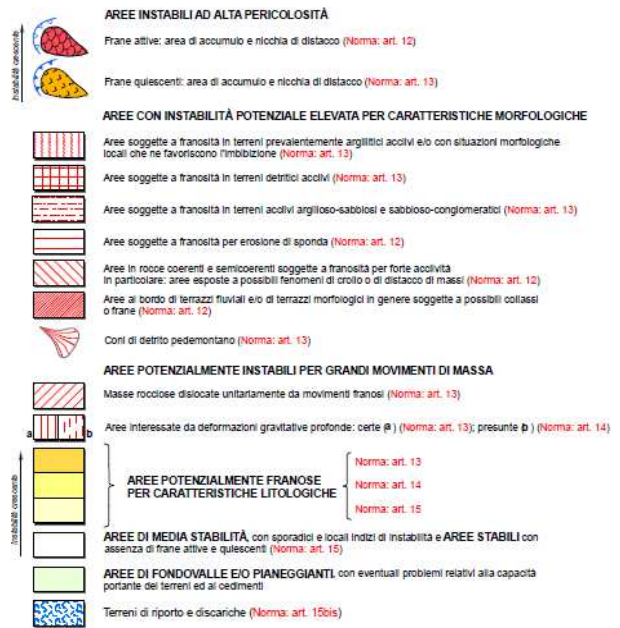 AREE INSTABILI AD ALTA PERICOLOSITÀ
Instabilità crescente
Frane attive: area di accumulo e nicchia di distacco (Norma: art. 12)
Frane quiescenti: area di accumulo e nicchia di distacco (Norma: art. 13)
AREE CON INSTABILITÀ POTENZIALE ELEVATA PER CARATTERISTICHE MORFOLOGICHE
Aree soggette a franosità in terreni prevalentemente argillitici acclivi e/o con situazioni morfologiche
locali che ne favoriscono l'imbibizione (Norma: art. 13)
Aree soggette a franosità in terreni detritici acclivi (Norma: art. 13)
Aree soggette a franosità in terreni acclivi argilloso-sabbiosi e sabbioso-conglomeratici (Norma: art. 13)
Aree soggette a franosità per erosione di sponda (Norma: art. 12)
Aree in rocce coerenti e semicoerenti soggette a franosità per forte acclività
in particolare: aree esposte a possibili fenomeni di crollo o di distacco di massi (Norma: art. 12)
Aree al bordo di terrazzi fluviali e/o di terrazzi morfologici in genere soggette a possibili collassi
o frane (Norma: art. 12)
Coni di detrito pedemontano (Norma: art. 13)
AREE POTENZIALMENTE INSTABILI PER GRANDI MOVIMENTI DI MASSA
Masse rocciose dislocate unitariamente da movimenti franosi (Norma: art. 13)
a b Aree interessate da deformazioni gravitative profonde: certe (a) (Norma: art. 13); presunte (b) (Norma: art. 14)
Instabilità crescente
AREE POTENZIALMENTE FRANOSE
PER CARATTERISTICHE LITOLOGICHE
Norma: art. 13
Norma: art. 14
Norma: art. 15
AREE DI MEDIA STABILITÀ, con sporadici e locali indizi di instabilità e AREE STABILI con
assenza di frane attive e quiescenti (Norma: art. 15)
AREE DI FONDOVALLE E/O PIANEGGIANTI, con eventuali problemi relativi alla capacità
portante dei terreni ed ai cedimenti
Terreni di riporto e discariche (Norma: art. 15bis)